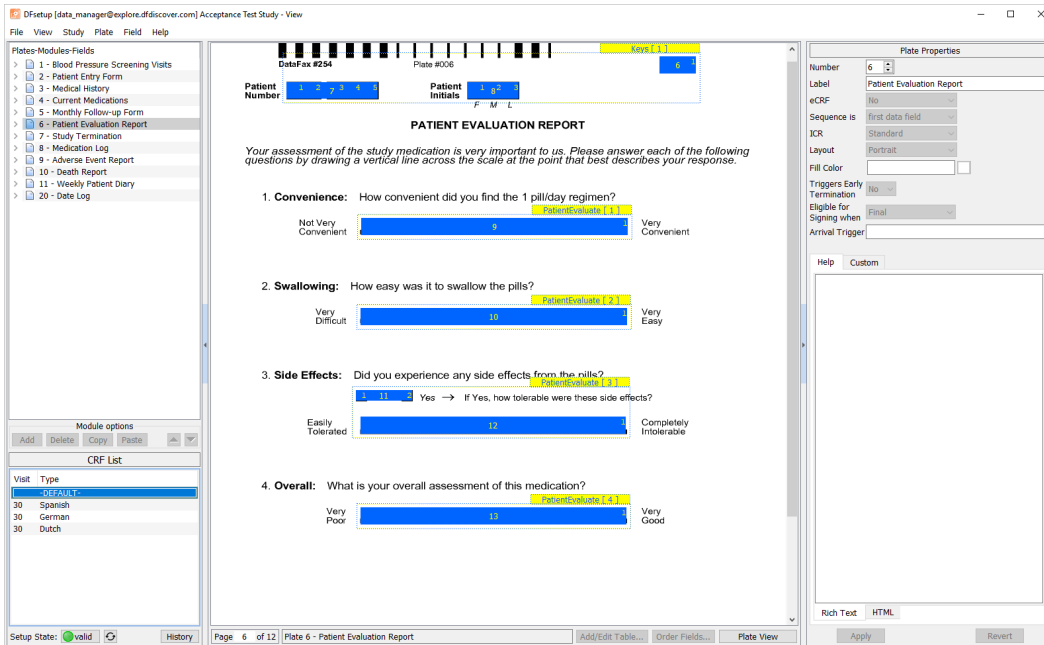 DFsetup [data_manager@explore.dfdiscover.com] Acceptance Test Study - View
File View Study Plate Field Help
Plates-Modules-Fields
1 - Blood Pressure Screening Visits
2 - Patient Entry Form
3 - Medical History
4 - Current Medications
5 - Monthly Follow-up Form
6 - Patient Evaluation Report
7 - Study Termination
8 - Medication Log
9 - Adverse Event Report
10 - Death Report
11 - Weekly Patient Diary
20 - Date Log
Module options
Add Delete Copy Paste
CRF List
Visit Type
-DEFAULT-
30 Spanish
30 German
30 Dutch
Setup State: valid History
Keys [ 1 ]
DataFax #254 Plate #006
6 1
Patient Number 1 2 7 3 4 5 Patient Initials 1 8 2 3
F M L
PATIENT EVALUATION REPORT
Your assessment of the study medication is very important to us. Please answer each of the following
questions by drawing a vertical line across the scale at the point that best describes your response.
1. Convenience: How convenient did you find the 1 pill/day regimen?
PatientEvaluate [ 1 ]
Not Very Convenient 9 1 Very Convenient
2. Swallowing: How easy was it to swallow the pills?
PatientEvaluate [ 2 ]
Very Difficult 10 1 Very Easy
3. Side Effects: Did you experience any side effects from the pills?
PatientEvaluate [ 3 ]
1 11 2 Yes → If Yes, how tolerable were these side effects?
Easily Tolerated 12 1 Completely Intolerable
4. Overall: What is your overall assessment of this medication?
PatientEvaluate [ 4 ]
Very Poor 13 1 Very Good
Page 6 of 12 Plate 6 - Patient Evaluation Report Add/Edit Table... Order Fields... Plate View
Plate Properties
Number 6
Label Patient Evaluation Report
eCRF No
Sequence is first data field
ICR Standard
Layout Portrait
Fill Color
Triggers Early Termination No
Eligible for Signing when Final
Arrival Trigger
Help Custom
Rich Text HTML
Apply Revert